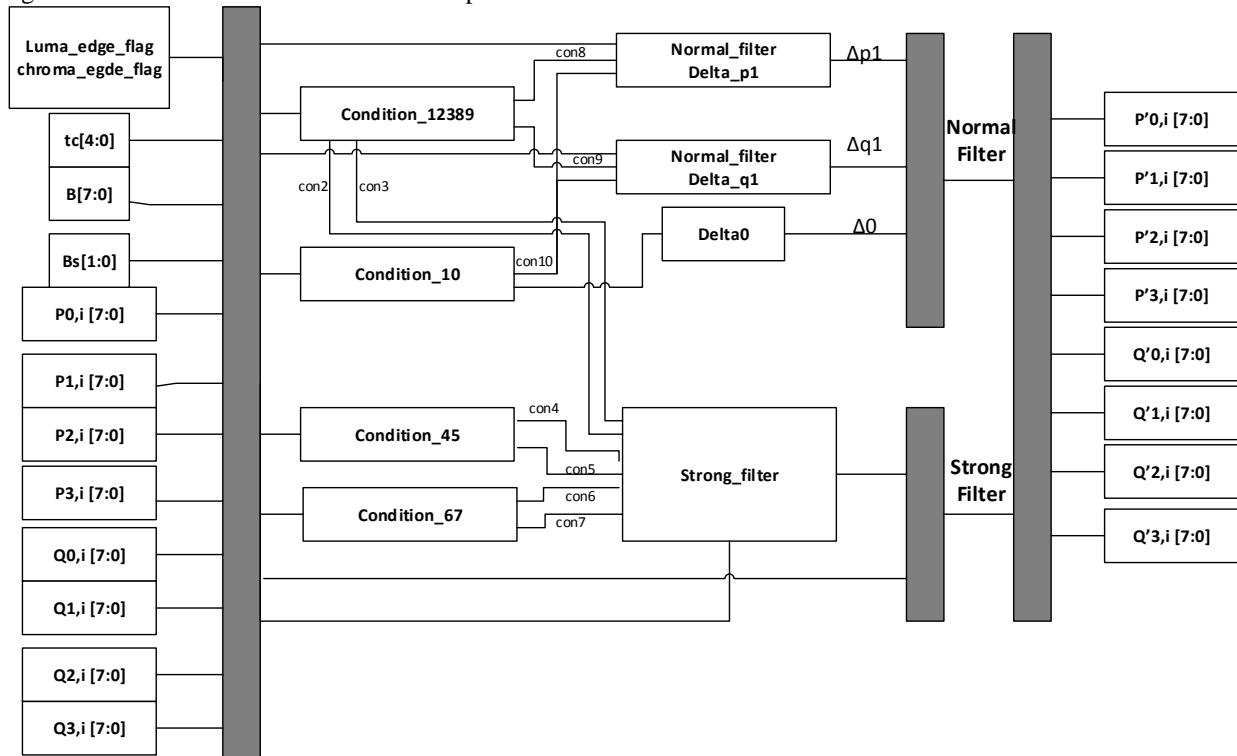 Luma_edge_flag
chroma_egde_flag
tc[4:0]
B[7:0]
Bs[1:0]
P0,i [7:0]
P1,i [7:0]
P2,i [7:0]
P3,i [7:0]
Q0,i [7:0]
Q1,i [7:0]
Q2,i [7:0]
Q3,i [7:0]
Condition_12389
con8
con9
con2
con3
Condition_10
con10
Condition_45
con4
con5
Condition_67
con6
con7
Normal_filter
Delta_p1
Normal_filter
Delta_q1
Delta0
Strong_filter
Δp1
Δq1
Δ0
Normal
Filter
Strong
Filter
P'0,i [7:0]
P'1,i [7:0]
P'2,i [7:0]
P'3,i [7:0]
Q'0,i [7:0]
Q'1,i [7:0]
Q'2,i [7:0]
Q'3,i [7:0]